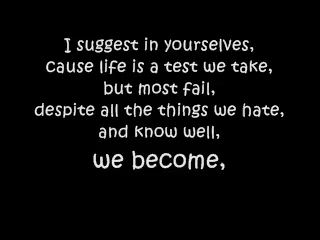 I suggest in yourselves,
cause life is a test we take,
but most fail,
despite all the things we hate,
and know well,
we become,